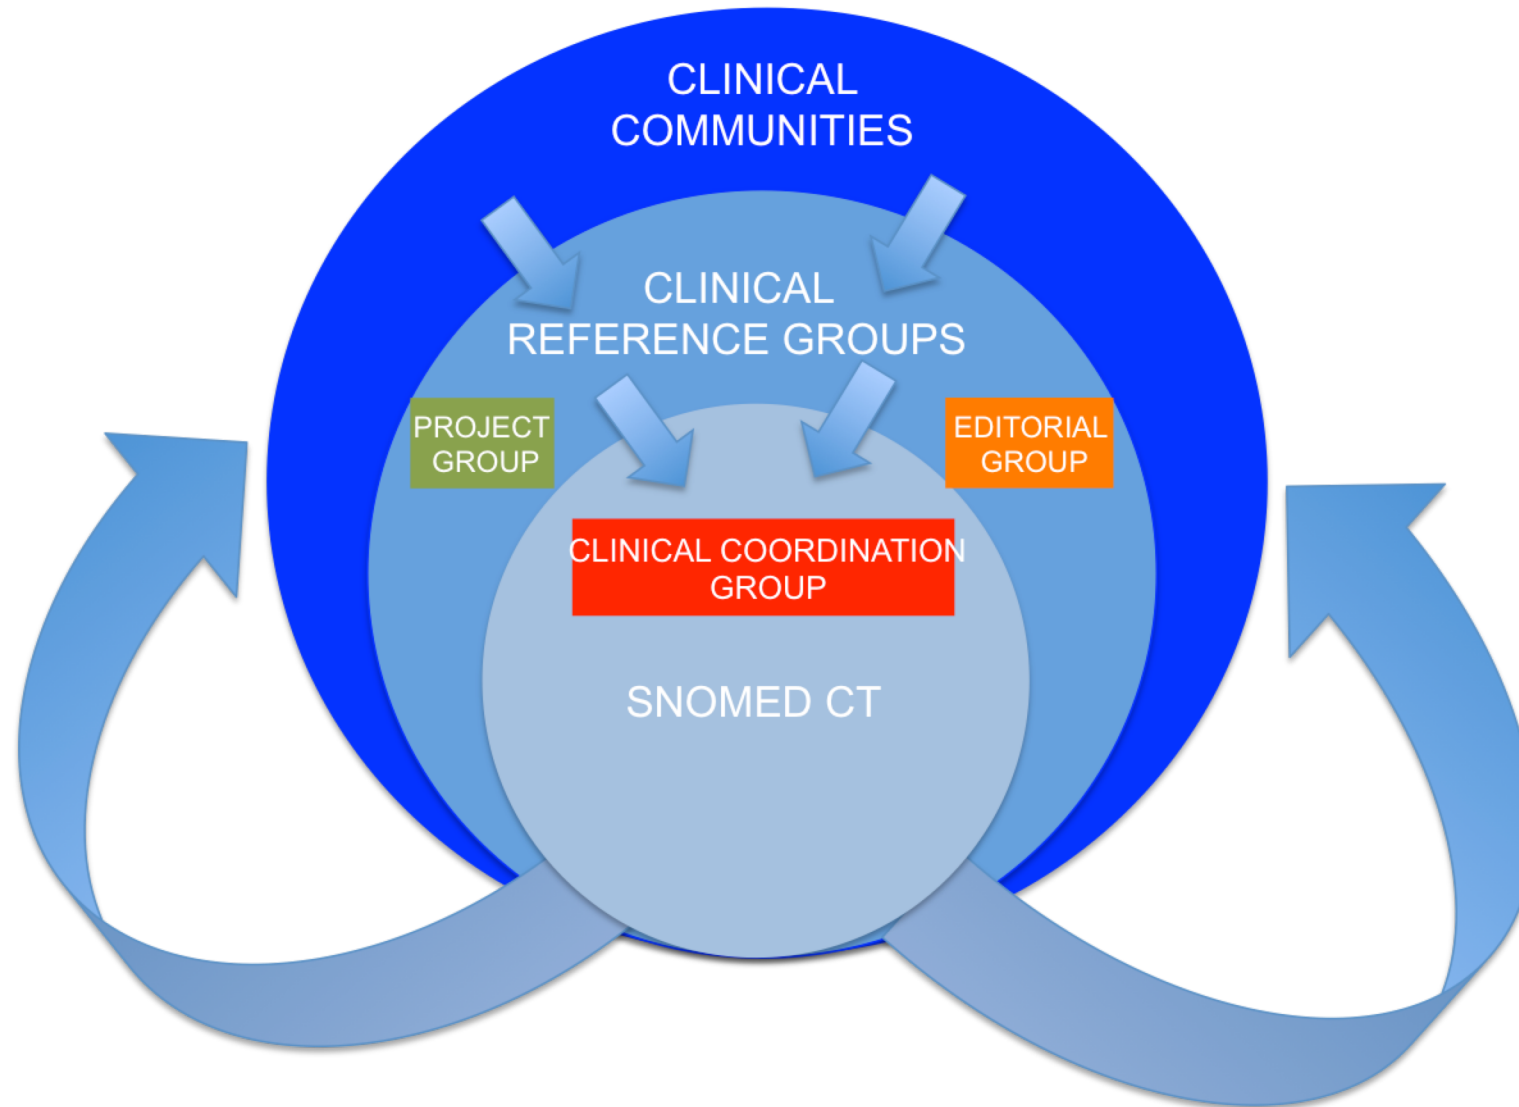 CLINICAL
COMMUNITIES
CLINICAL
REFERENCE GROUPS
PROJECT
GROUP
EDITORIAL
GROUP
CLINICAL COORDINATION
GROUP
SNOMED CT